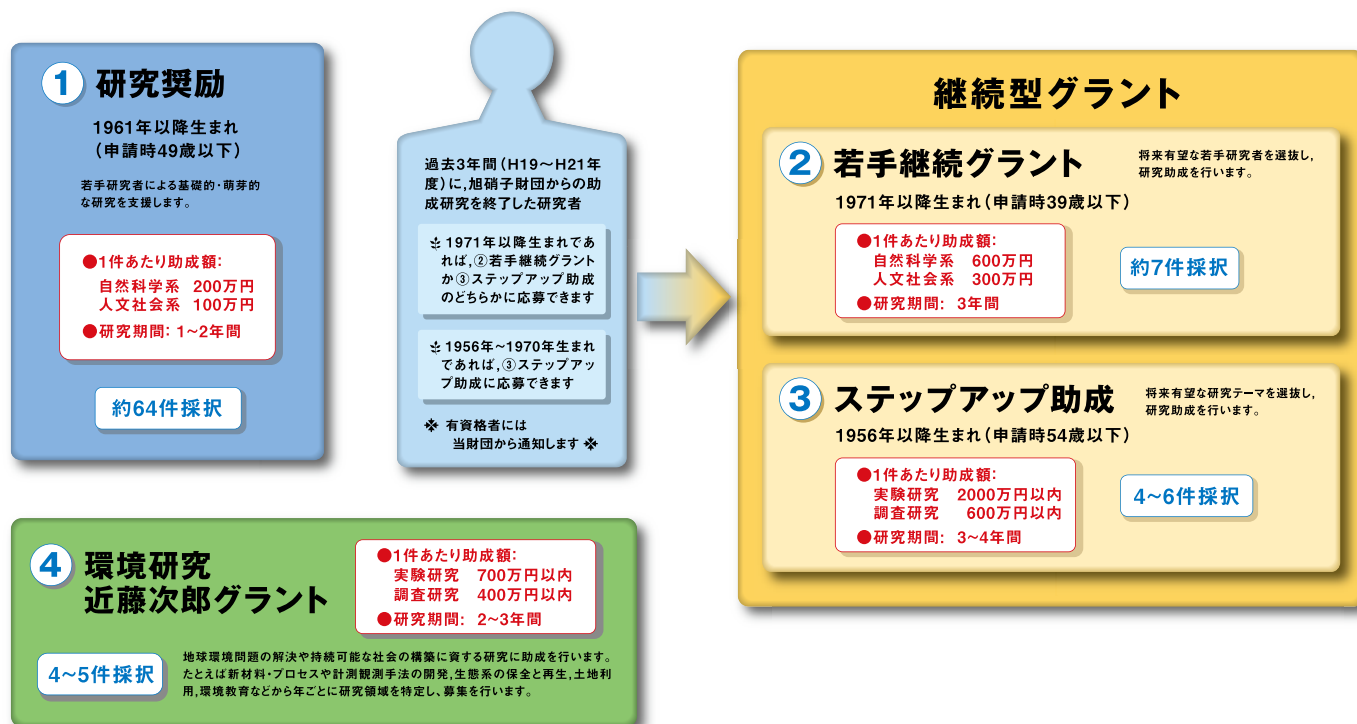 1 研究奨励
1961年以降生まれ
（申請時49歳以下）
若手研究者による基礎的・萌芽的
な研究を支援します。
●1件あたり助成額：
自然科学系 200万円
人文社会系 100万円
●研究期間：1~2年間
約64件採択
過去3年間（H19～H21年
度）に，旭硝子財団からの助
成研究を終了した研究者
1971年以降生まれであ
れば，②若手継続グラント
か③ステップアップ助成
のどちらかに応募できます
1956年~1970年生まれ
であれば，③ステップアッ
プ助成に応募できます
❖ 有資格者には
当財団から通知します ❖
継続型グラント
2 若手継続グラント
将来有望な若手研究者を選抜し，
研究助成を行います。
1971年以降生まれ（申請時39歳以下）
●1件あたり助成額：
自然科学系 600万円
人文社会系 300万円
●研究期間：3年間
約7件採択
3 ステップアップ助成
将来有望な研究テーマを選抜し，
研究助成を行います。
1956年以降生まれ（申請時54歳以下）
●1件あたり助成額：
実験研究 2000万円以内
調査研究 600万円以内
●研究期間：3~4年間
4~6件採択
4 環境研究
近藤次郎グラント
●1件あたり助成額：
実験研究 700万円以内
調査研究 400万円以内
●研究期間：2~3年間
4~5件採択
地球環境問題の解決や持続可能な社会の構築に資する研究に助成を行います。
たとえば新材料・プロセスや計測観測手法の開発，生態系の保全と再生，土地利
用，環境教育などから年ごとに研究領域を特定し、募集を行います。